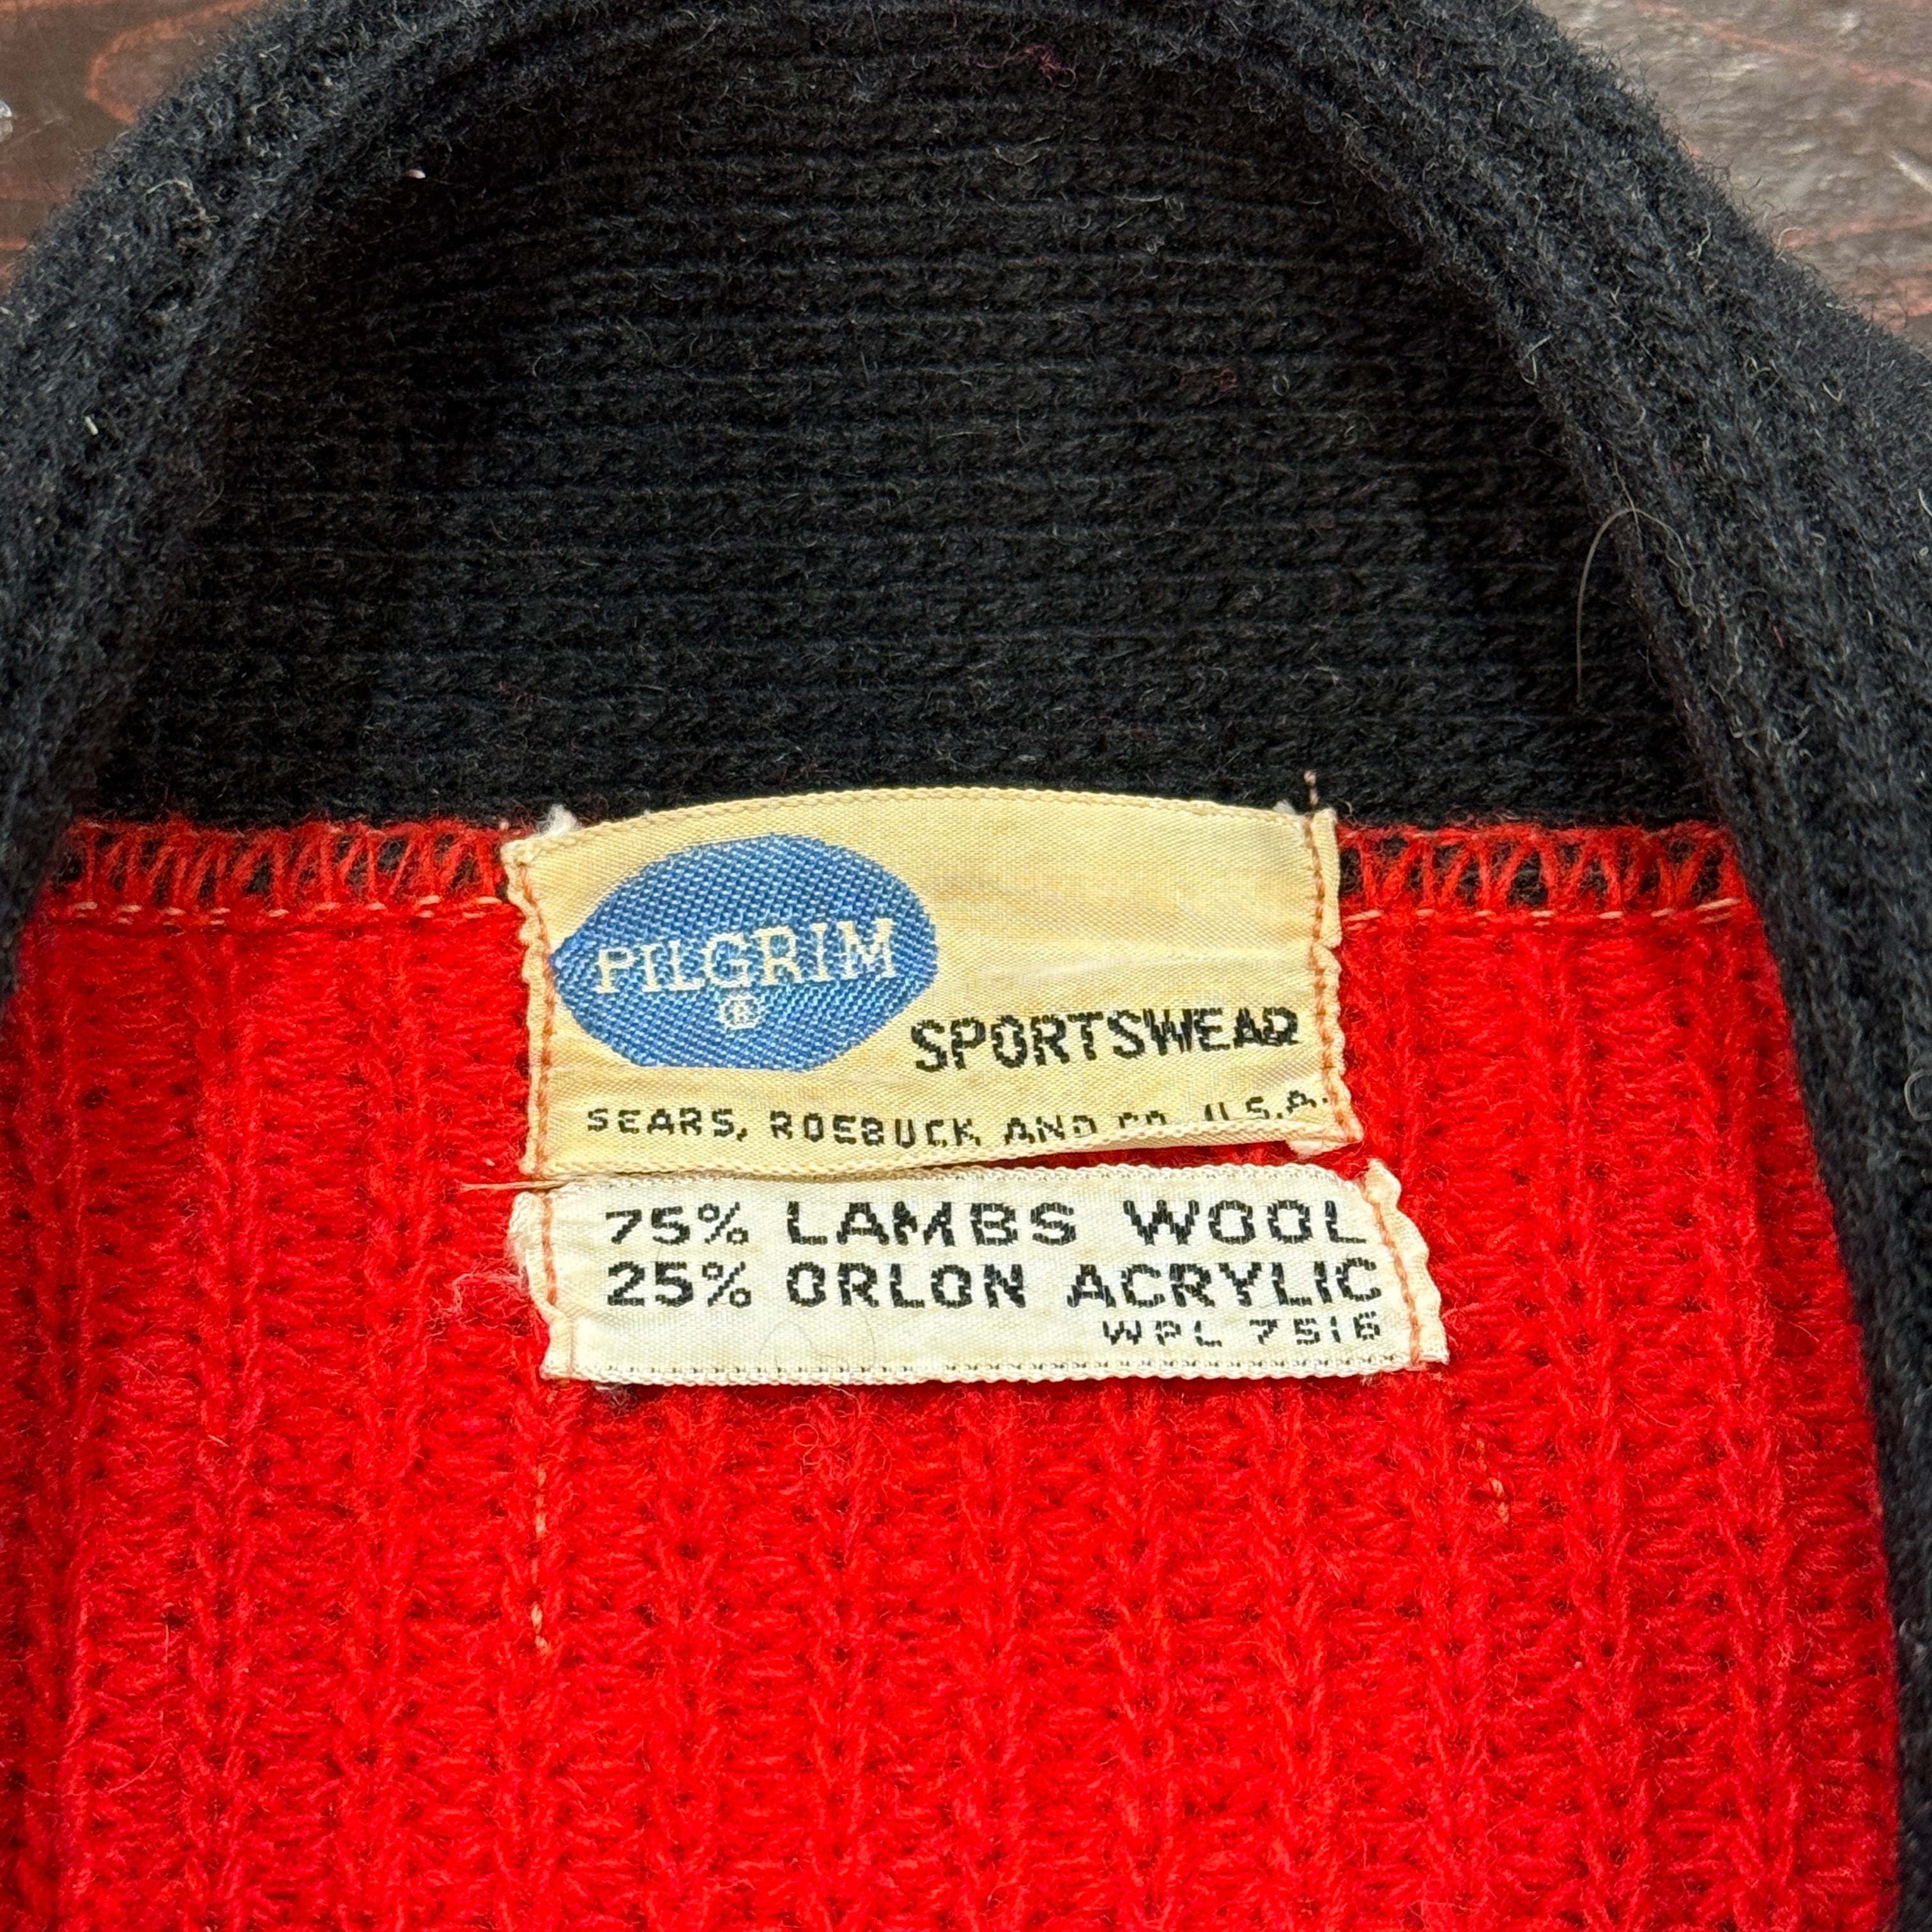 PILGRIM
®
SPORTSWEAR
SEARS, ROEBUCK AND CO. U.S.A.
75% LAMBS WOOL
25% ORLON ACRYLIC
WPL 7516